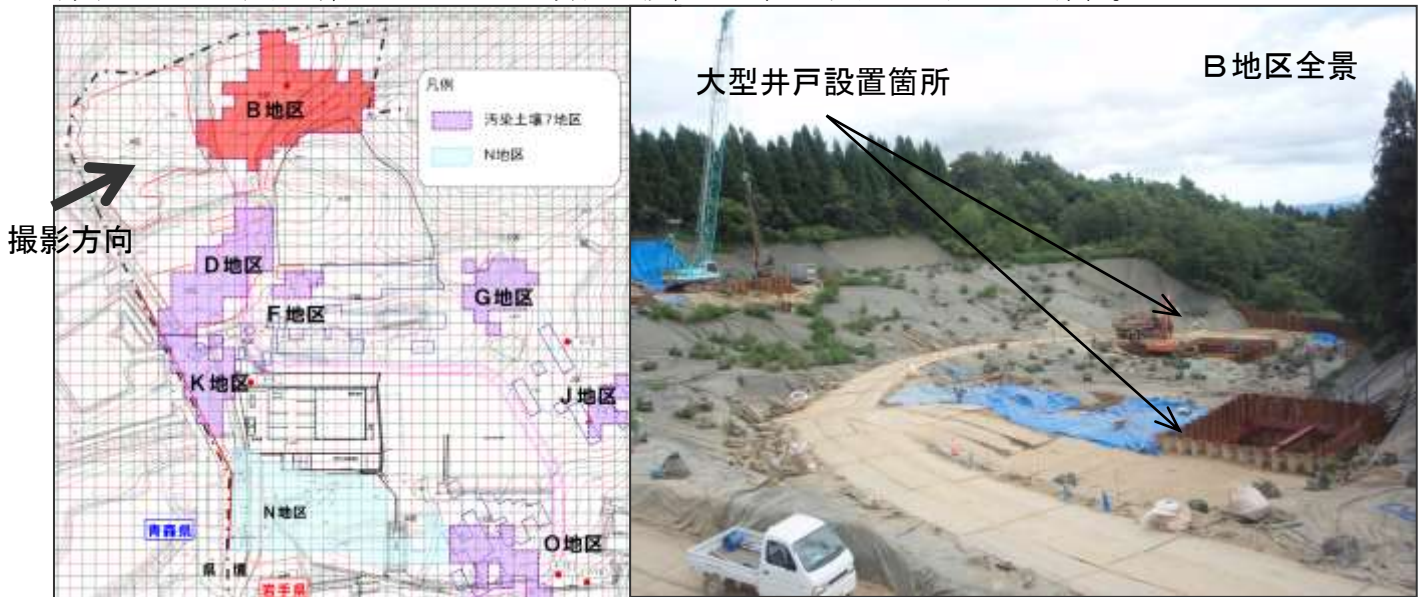 B地区
凡例
汚染土壌7地区
N地区
撮影方向
D地区
F地区
G地区
K地区
J地区
N地区
O地区
青森県
県境
岩手県
B地区全景
大型井戸設置箇所